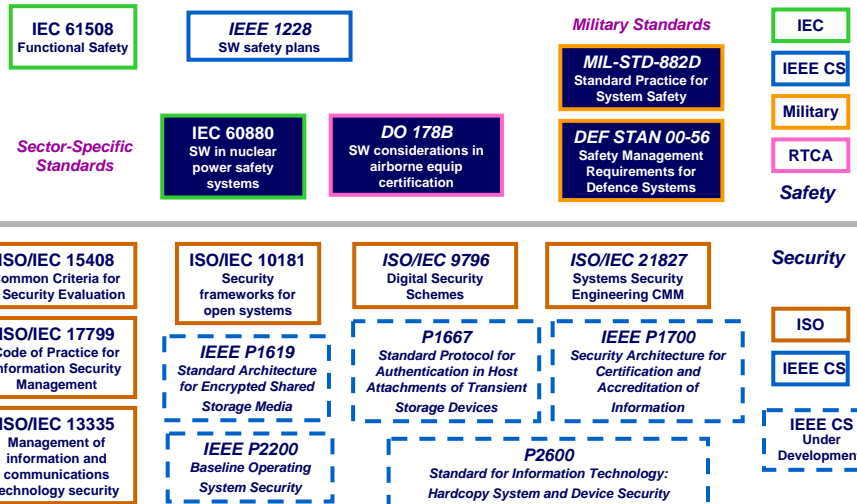 IEC 61508
Functional Safety
IEEE 1228
SW safety plans
Military Standards
MIL-STD-882D
Standard Practice for
System Safety
IEC
IEEE CS
Military
RTCA
Safety
Sector-Specific
Standards
IEC 60880
SW in nuclear
power safety
systems
DO 178B
SW considerations in
airborne equip
certification
DEF STAN 00-56
Safety Management
Requirements for
Defence Systems
ISO/IEC 15408
Common Criteria for
Security Evaluation
ISO/IEC 10181
Security
frameworks for
open systems
ISO/IEC 9796
Digital Security
Schemes
ISO/IEC 21827
Systems Security
Engineering CMM
Security
ISO/IEC 17799
Code of Practice for
Information Security
Management
IEEE P1619
Standard Architecture
for Encrypted Shared
Storage Media
P1667
Standard Protocol for
Authentication in Host
Attachments of Transient
Storage Devices
IEEE P1700
Security Architecture for
Certification and
Accreditation of
Information
ISO
IEEE CS
ISO/IEC 13335
Management of
information and
communications
technology security
IEEE P2200
Baseline Operating
System Security
P2600
Standard for Information Technology:
Hardcopy System and Device Security
IEEE CS
Under
Development